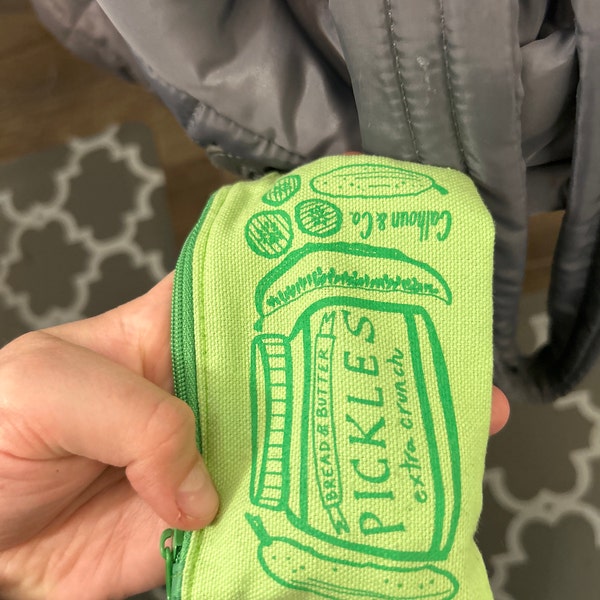 BREAD & BUTTER
PICKLES
extra crunch
Calhoun & Co.